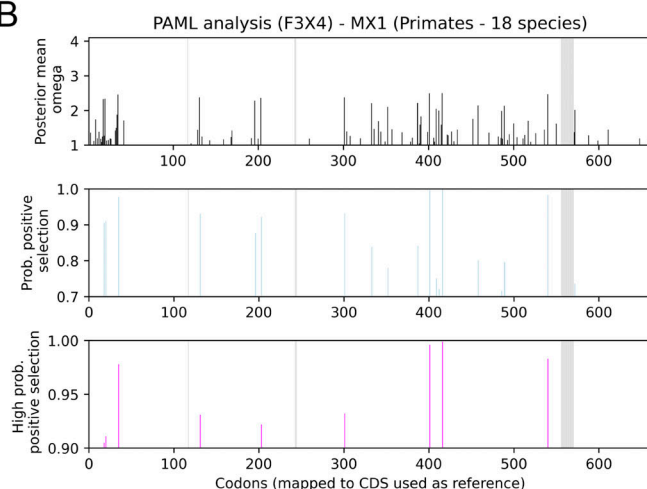 B
PAML analysis (F3X4) - MX1 (Primates - 18 species)
Posterior mean
omega
4
3
2
1
100 200 300 400 500 600
Prob. positive
selection
1.0
0.9
0.8
0.7
0 100 200 300 400 500 600
High prob.
positive selection
1.00
0.95
0.90
0 100 200 300 400 500 600
Codons (mapped to CDS used as reference)